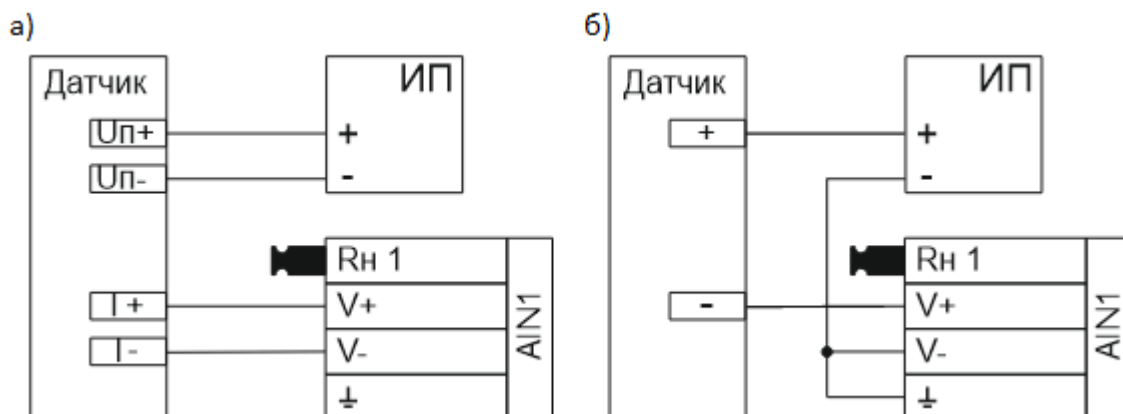 а)
Датчик
ИП
Uп+
+
Uп-
-
Rн 1
I+
V+
I-
V-
AIN1
б)
Датчик
ИП
+
+
-
Rн 1
-
V+
V-
AIN1